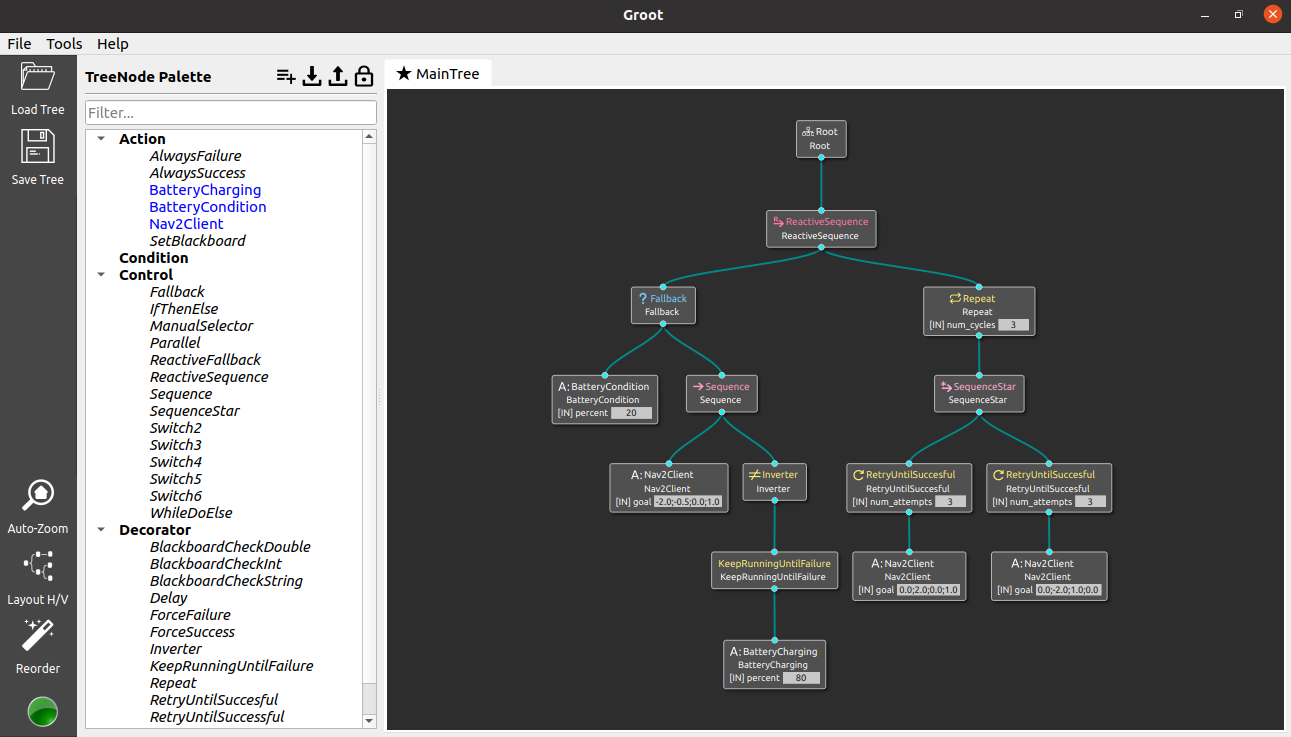 Groot
File Tools Help
Load Tree
Save Tree
Auto-Zoom
Layout H/V
Reorder
TreeNode Palette
Filter...
Action
AlwaysFailure
AlwaysSuccess
BatteryCharging
BatteryCondition
Nav2Client
SetBlackboard
Condition
Control
Fallback
IfThenElse
ManualSelector
Parallel
ReactiveFallback
ReactiveSequence
Sequence
SequenceStar
Switch2
Switch3
Switch4
Switch5
Switch6
WhileDoElse
Decorator
BlackboardCheckDouble
BlackboardCheckInt
BlackboardCheckString
Delay
ForceFailure
ForceSuccess
Inverter
KeepRunningUntilFailure
Repeat
RetryUntilSuccesful
RetryUntilSuccessful
MainTree
Root
Root
R ReactiveSequence
ReactiveSequence
? Fallback
Fallback
Repeat
Repeat
[IN] num_cycles 3
A: BatteryCondition
BatteryCondition
[IN] percent 20
Sequence
Sequence
SequenceStar
SequenceStar
A: Nav2Client
Nav2Client
[IN] goal -2.0;-0.5;0.0;1.0
Inverter
Inverter
RetryUntilSuccesful
RetryUntilSuccesful
[IN] num_attempts 3
RetryUntilSuccesful
RetryUntilSuccesful
[IN] num_attempts 3
KeepRunningUntilFailure
KeepRunningUntilFailure
A: Nav2Client
Nav2Client
[IN] goal 0.0;2.0;0.0;1.0
A: Nav2Client
Nav2Client
[IN] goal 0.0;-2.0;1.0;0.0
A: BatteryCharging
BatteryCharging
[IN] percent 80